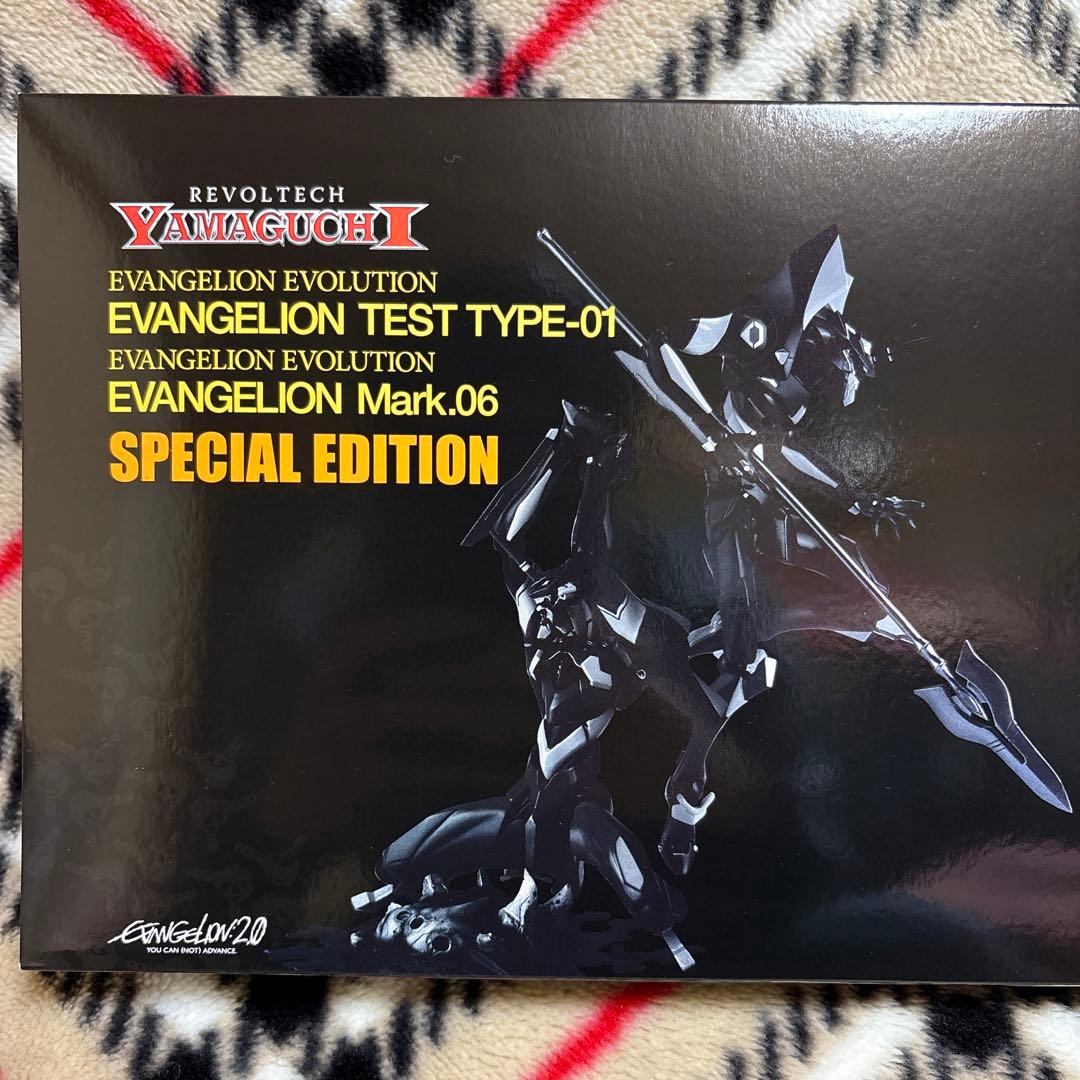 REVOLTECH
YAMAGUCHI
EVANGELION EVOLUTION
EVANGELION TEST TYPE-01
EVANGELION EVOLUTION
EVANGELION Mark.06
SPECIAL EDITION
EVANGELION:2.0
YOU CAN (NOT) ADVANCE.